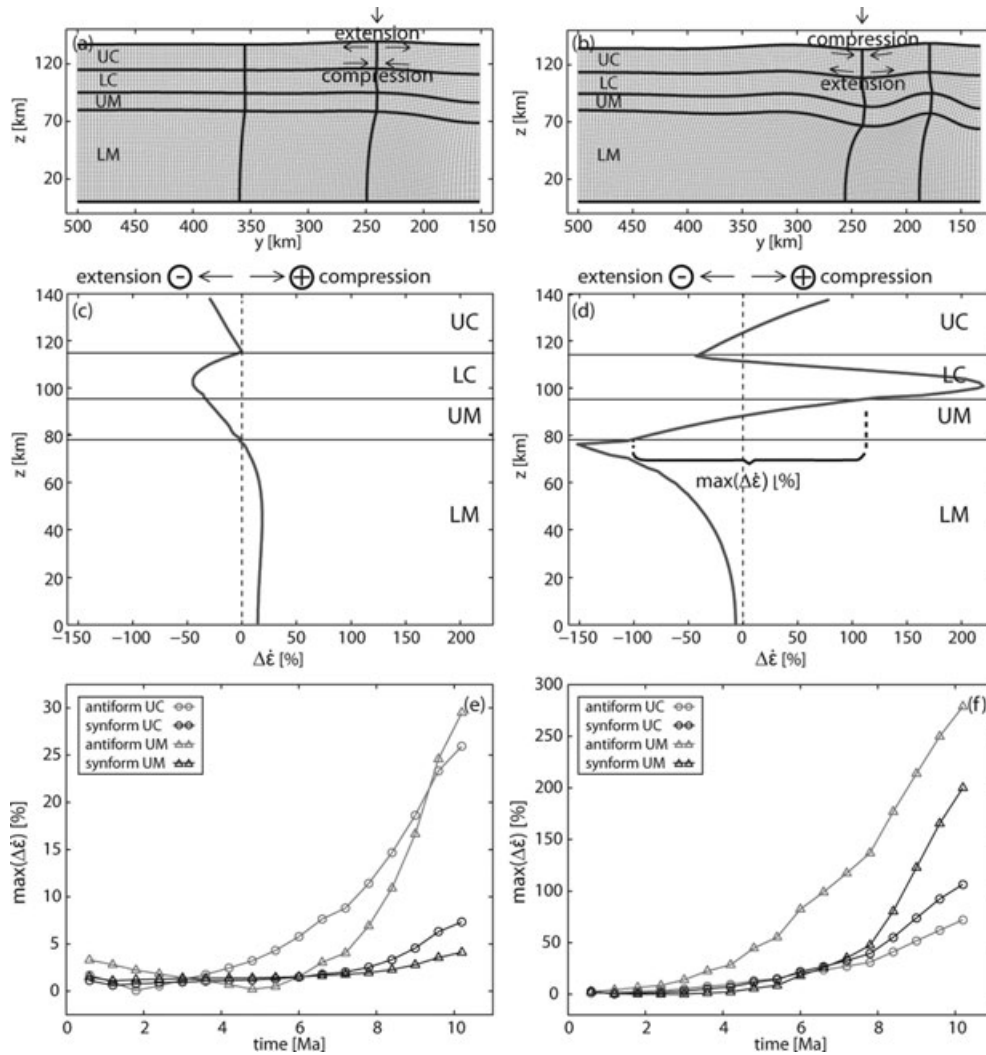 (a)
extension
compression
UC
LC
UM
LM
z [km]
120
70
20
500 450 400 350 300 250 200 150
y [km]
(b)
compression
extension
UC
LC
UM
LM
z [km]
120
70
20
500 450 400 350 300 250 200 150
y [km]
extension - + compression
(c)
UC
LC
UM
LM
z [km]
140
120
100
80
60
40
20
0
−150 −100 −50 0 50 100 150 200
Δε̇ [%]
extension - + compression
(d)
UC
LC
UM
LM
max(Δε̇) [%]
z [km]
140
120
100
80
60
40
20
0
−150 −100 −50 0 50 100 150 200
Δε̇ [%]
(e)
antiform UC
synform UC
antiform UM
synform UM
max(Δε̇) [%]
30
25
20
15
10
5
0
0 2 4 6 8 10
time [Ma]
(f)
antiform UC
synform UC
antiform UM
synform UM
max(Δε̇) [%]
300
250
200
150
100
50
0
0 2 4 6 8 10
time [Ma]